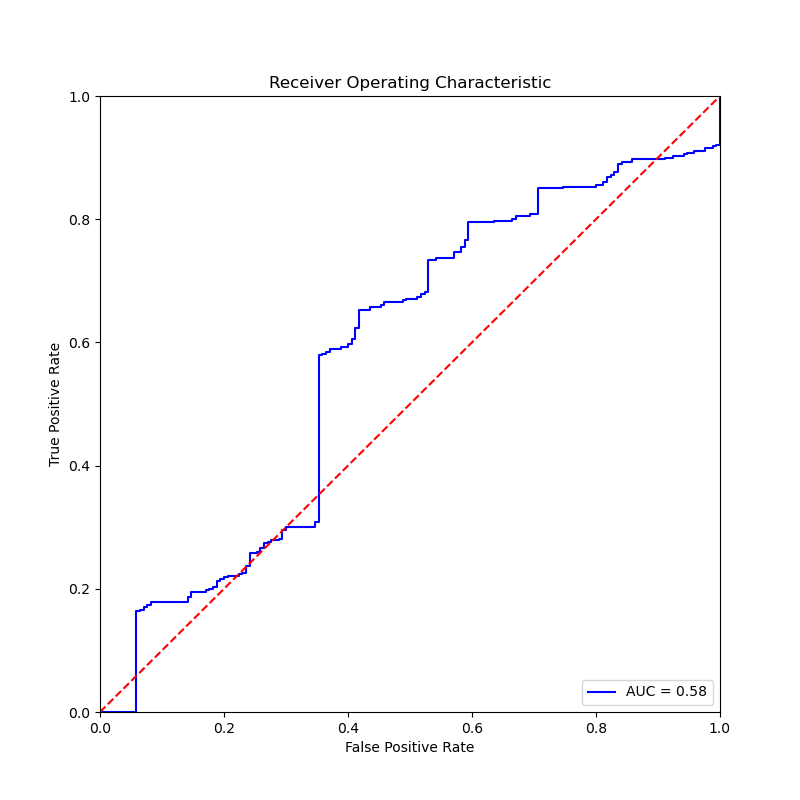 Receiver Operating Characteristic
True Positive Rate
1.0
0.8
0.6
0.4
0.2
0.0
AUC = 0.58
0.0 0.2 0.4 0.6 0.8 1.0
False Positive Rate